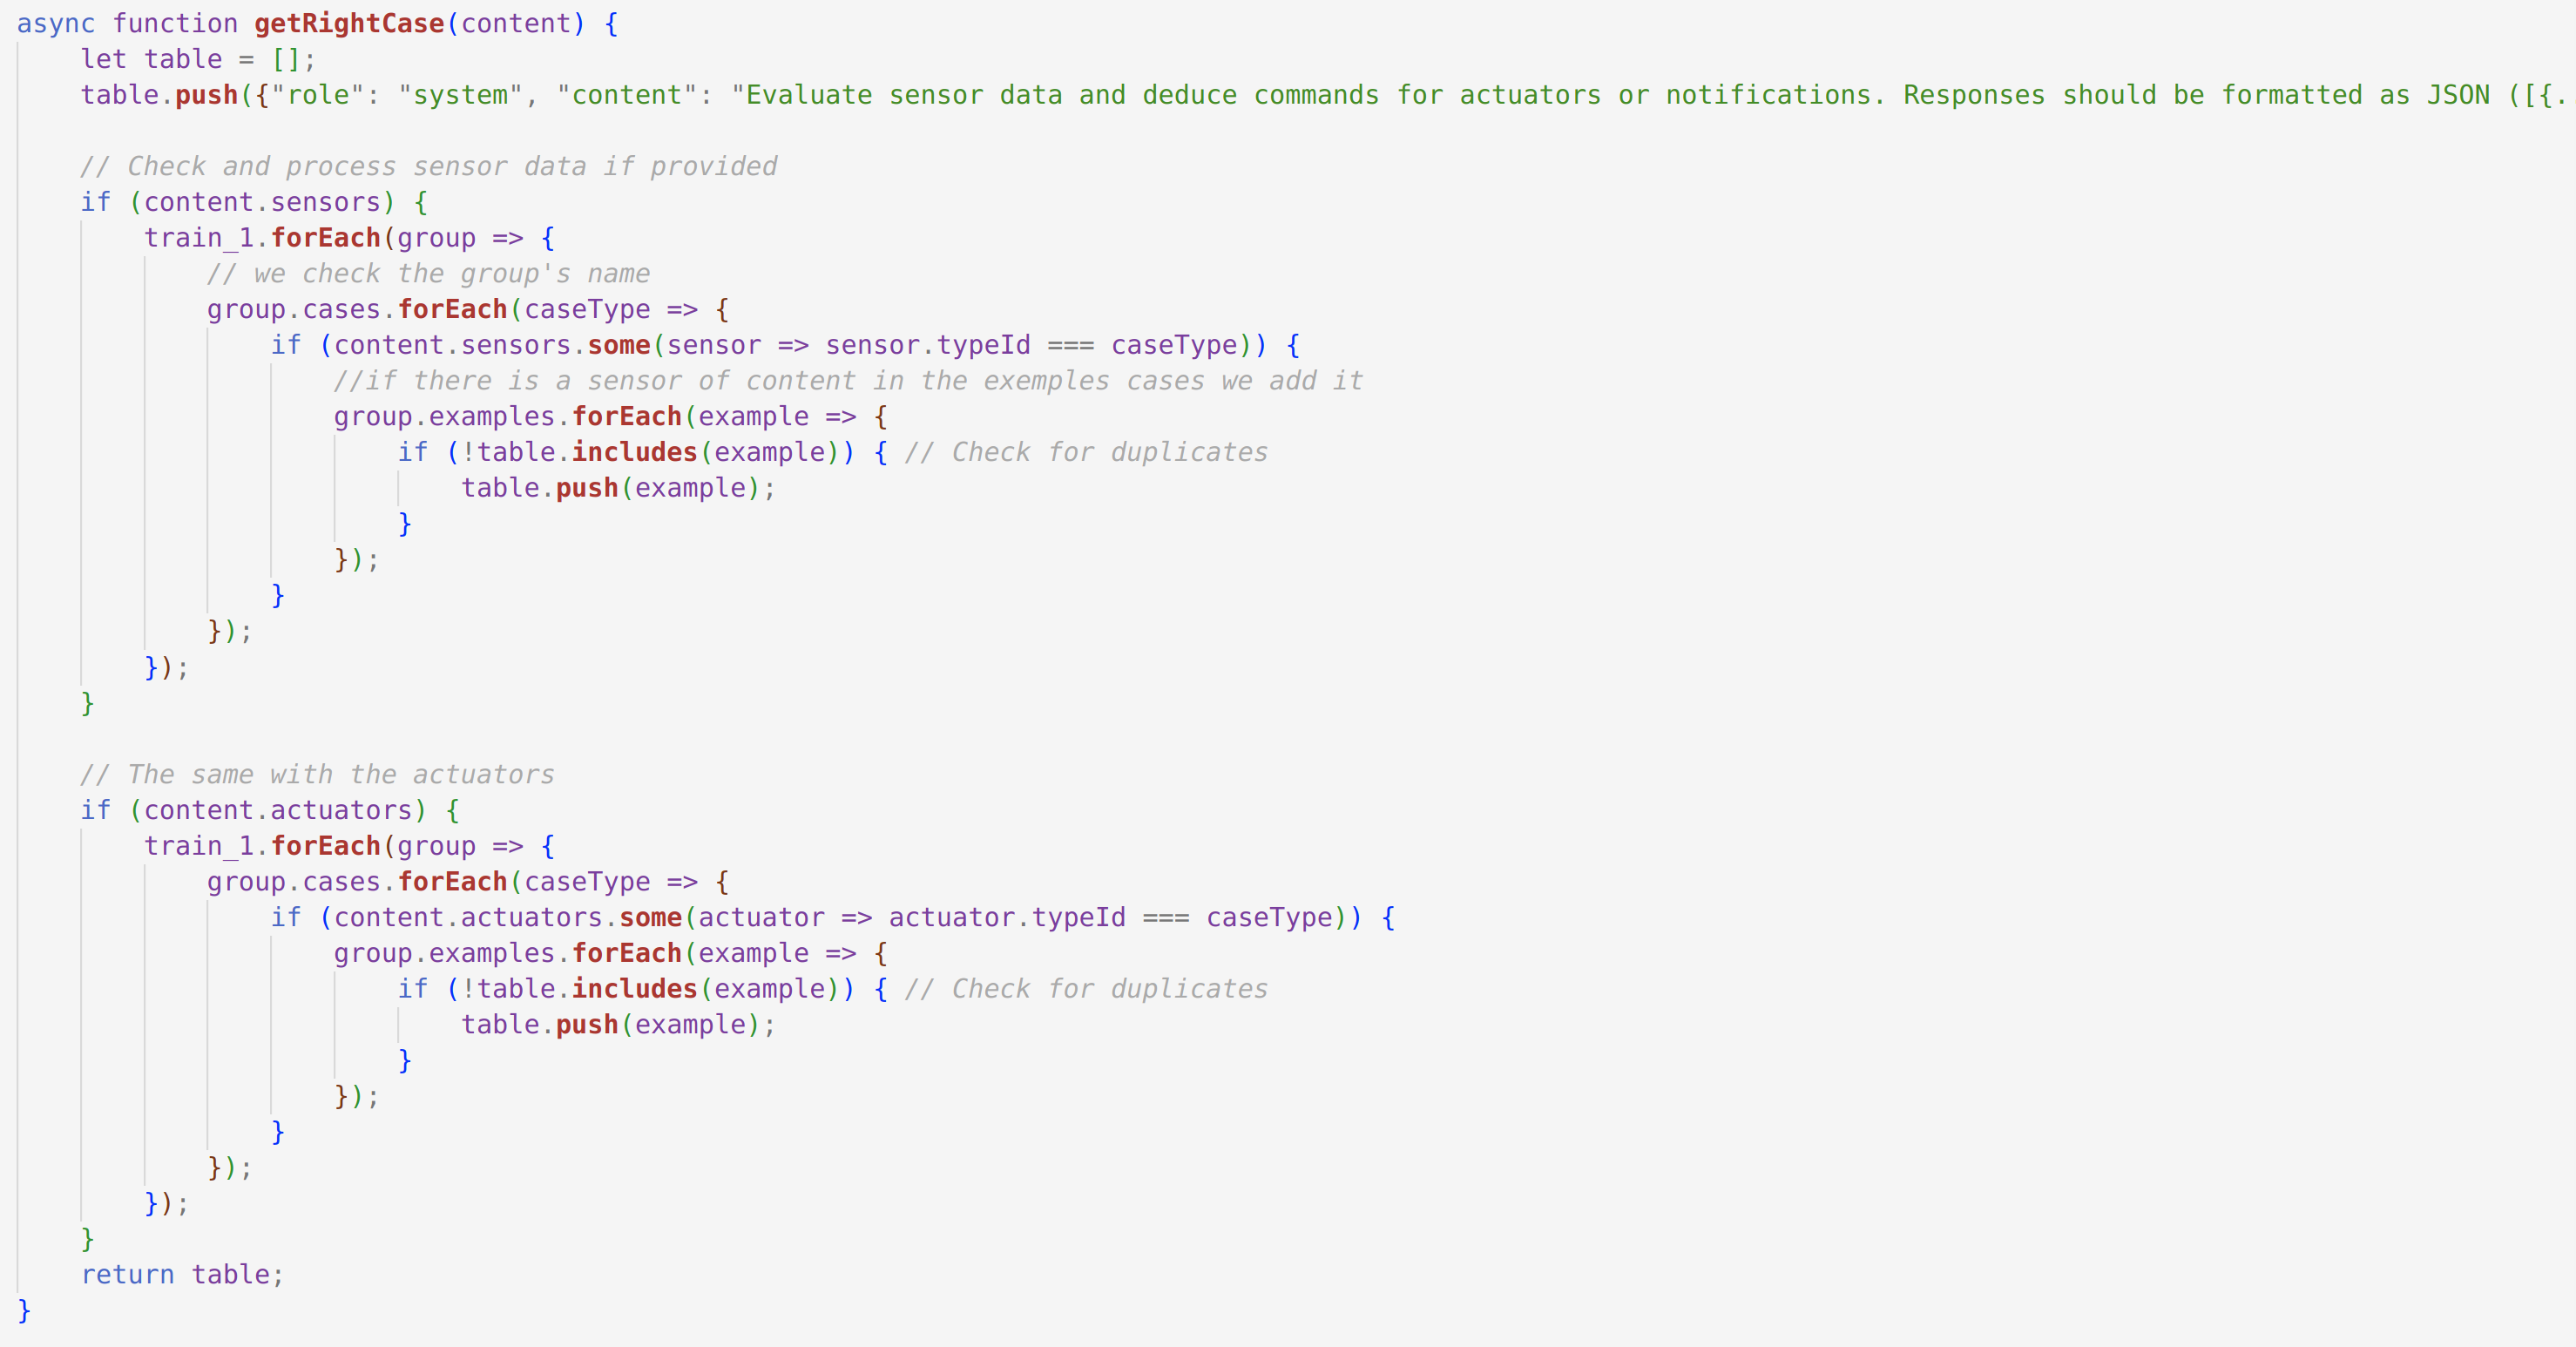 async function getRightCase(content) {
    let table = [];
    table.push({"role": "system", "content": "Evaluate sensor data and deduce commands for actuators or notifications. Responses should be formatted as JSON ([{.

    // Check and process sensor data if provided
    if (content.sensors) {
        train_1.forEach(group => {
            // we check the group's name
            group.cases.forEach(caseType => {
                if (content.sensors.some(sensor => sensor.typeId === caseType)) {
                    //if there is a sensor of content in the exemples cases we add it
                    group.examples.forEach(example => {
                        if (!table.includes(example)) { // Check for duplicates
                            table.push(example);
                        }
                    });
                }
            });
        });
    }

    // The same with the actuators
    if (content.actuators) {
        train_1.forEach(group => {
            group.cases.forEach(caseType => {
                if (content.actuators.some(actuator => actuator.typeId === caseType)) {
                    group.examples.forEach(example => {
                        if (!table.includes(example)) { // Check for duplicates
                            table.push(example);
                        }
                    });
                }
            });
        });
    }
    return table;
}